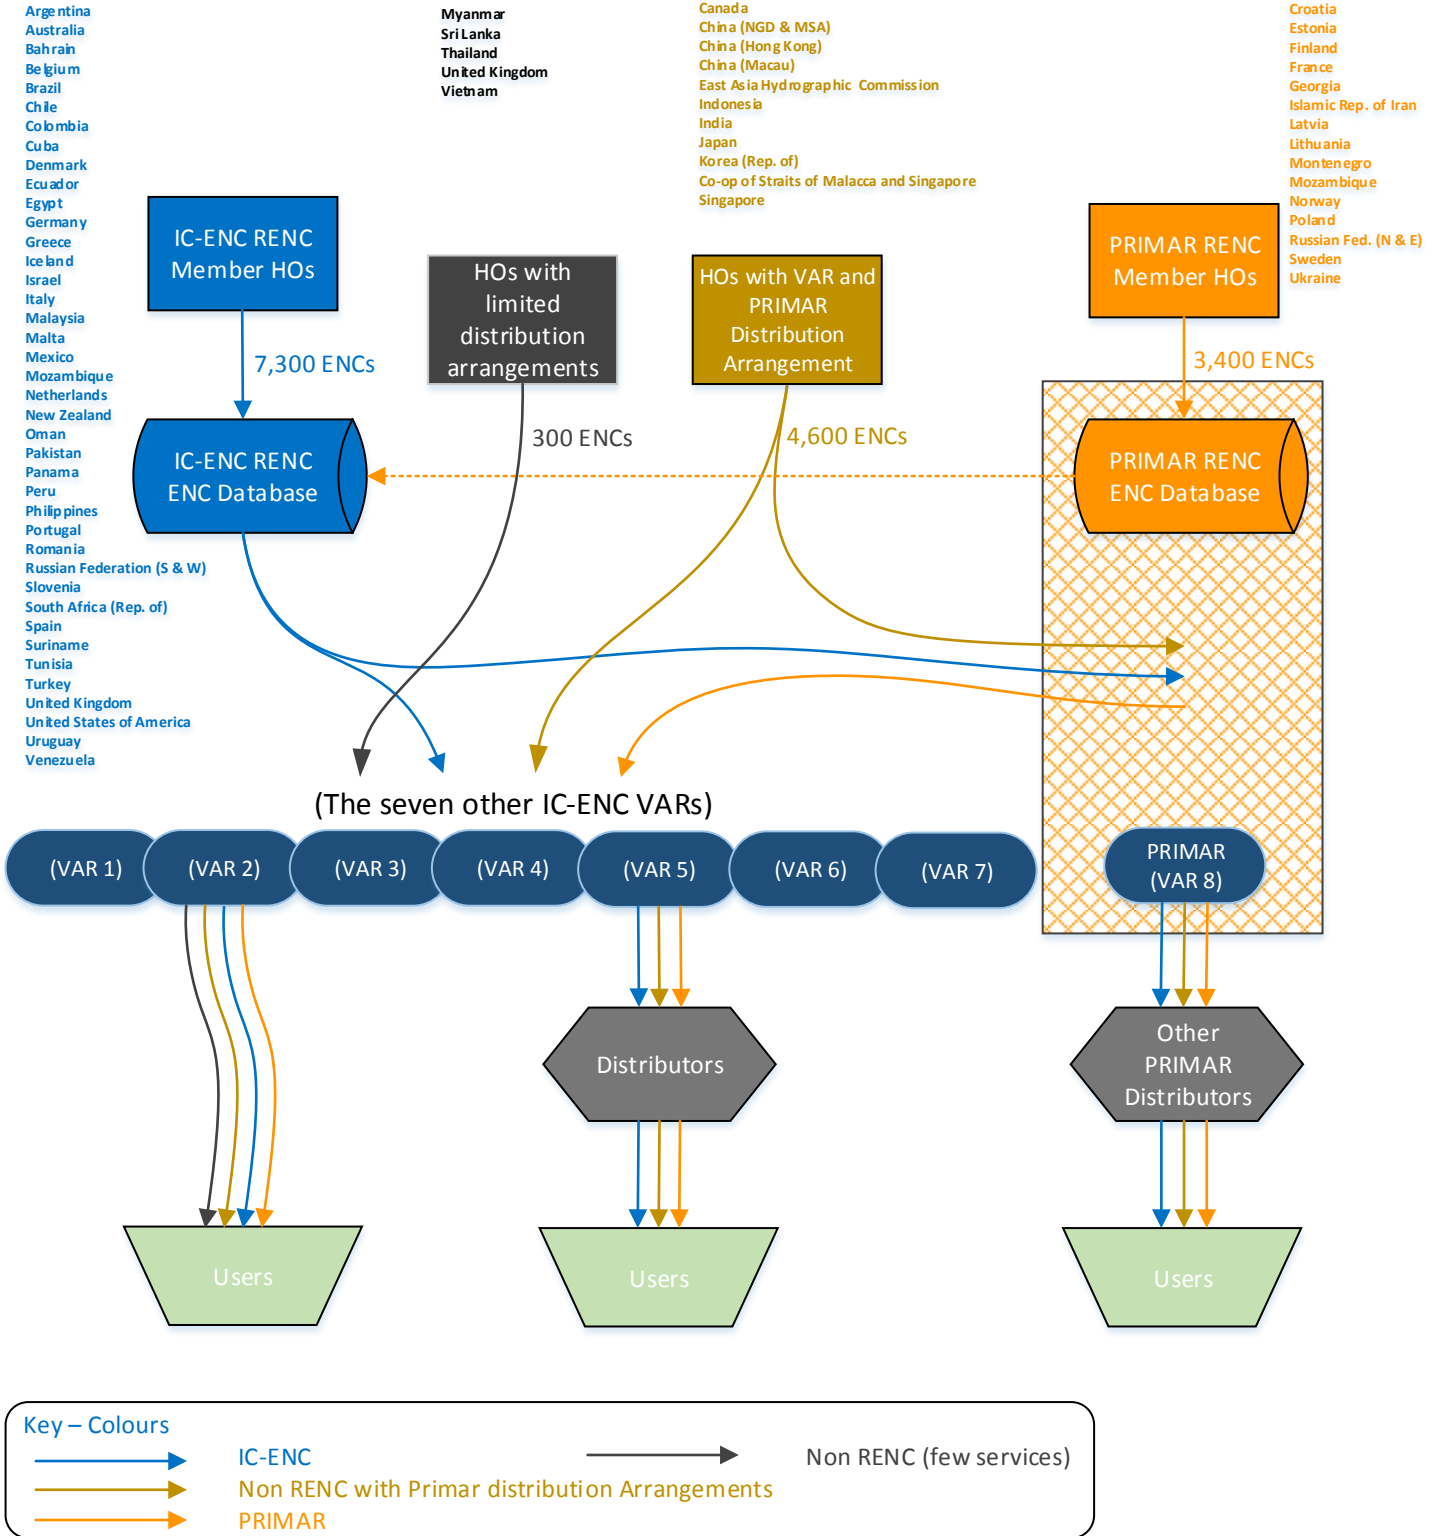 Argentina
Australia
Bahrain
Belgium
Brazil
Chile
Colombia
Cuba
Denmark
Ecuador
Egypt
Germany
Greece
Iceland
Israel
Italy
Malaysia
Malta
Mexico
Mozambique
Netherlands
New Zealand
Oman
Pakistan
Panama
Peru
Philippines
Portugal
Romania
Russian Federation (S & W)
Slovenia
South Africa (Rep. of)
Spain
Suriname
Tunisia
Turkey
United Kingdom
United States of America
Uruguay
Venezuela
Myanmar
Sri Lanka
Thailand
United Kingdom
Vietnam
Canada
China (NGD & MSA)
China (Hong Kong)
China (Macau)
East Asia Hydrographic Commission
Indonesia
India
Japan
Korea (Rep. of)
Co-op of Straits of Malacca and Singapore
Singapore
Croatia
Estonia
Finland
France
Georgia
Islamic Rep. of Iran
Latvia
Lithuania
Montenegro
Mozambique
Norway
Poland
Russian Fed. (N & E)
Sweden
Ukraine
IC-ENC RENC
Member HOs
HOs with
limited
distribution
arrangements
HOs with VAR and
PRIMAR
Distribution
Arrangement
PRIMAR RENC
Member HOs
7,300 ENCs
300 ENCs
4,600 ENCs
3,400 ENCs
IC-ENC RENC
ENC Database
PRIMAR RENC
ENC Database
(The seven other IC-ENC VARs)
(VAR 1)
(VAR 2)
(VAR 3)
(VAR 4)
(VAR 5)
(VAR 6)
(VAR 7)
PRIMAR
(VAR 8)
Distributors
Other
PRIMAR
Distributors
Users
Users
Users
Key – Colours
IC-ENC
Non RENC (few services)
Non RENC with Primar distribution Arrangements
PRIMAR